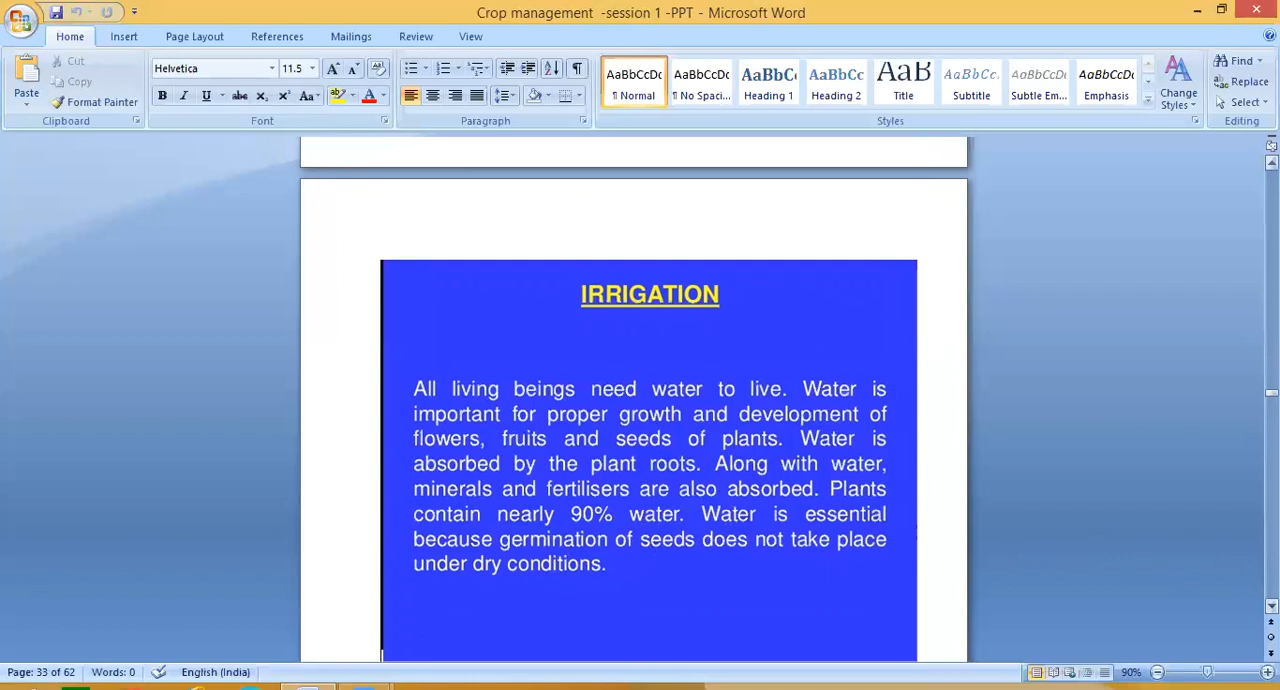 Crop management -session 1 -PPT - Microsoft Word
Home Insert Page Layout References Mailings Review View
Paste
Cut
Copy
Format Painter
Clipboard
Helvetica 11.5
Font
Paragraph
AaBbCcDc AaBbCcDc AaBbC AaBbCc AaB AaBbCc. AaBbCcDc AaBbCcDc
¶ Normal ¶ No Spaci... Heading 1 Heading 2 Title Subtitle Subtle Em... Emphasis
Styles
Change
Styles
Find
Replace
Select
Editing
IRRIGATION
All living beings need water to live. Water is
important for proper growth and development of
flowers, fruits and seeds of plants. Water is
absorbed by the plant roots. Along with water,
minerals and fertilisers are also absorbed. Plants
contain nearly 90% water. Water is essential
because germination of seeds does not take place
under dry conditions.
Page: 33 of 62 Words: 0 English (India) 90%